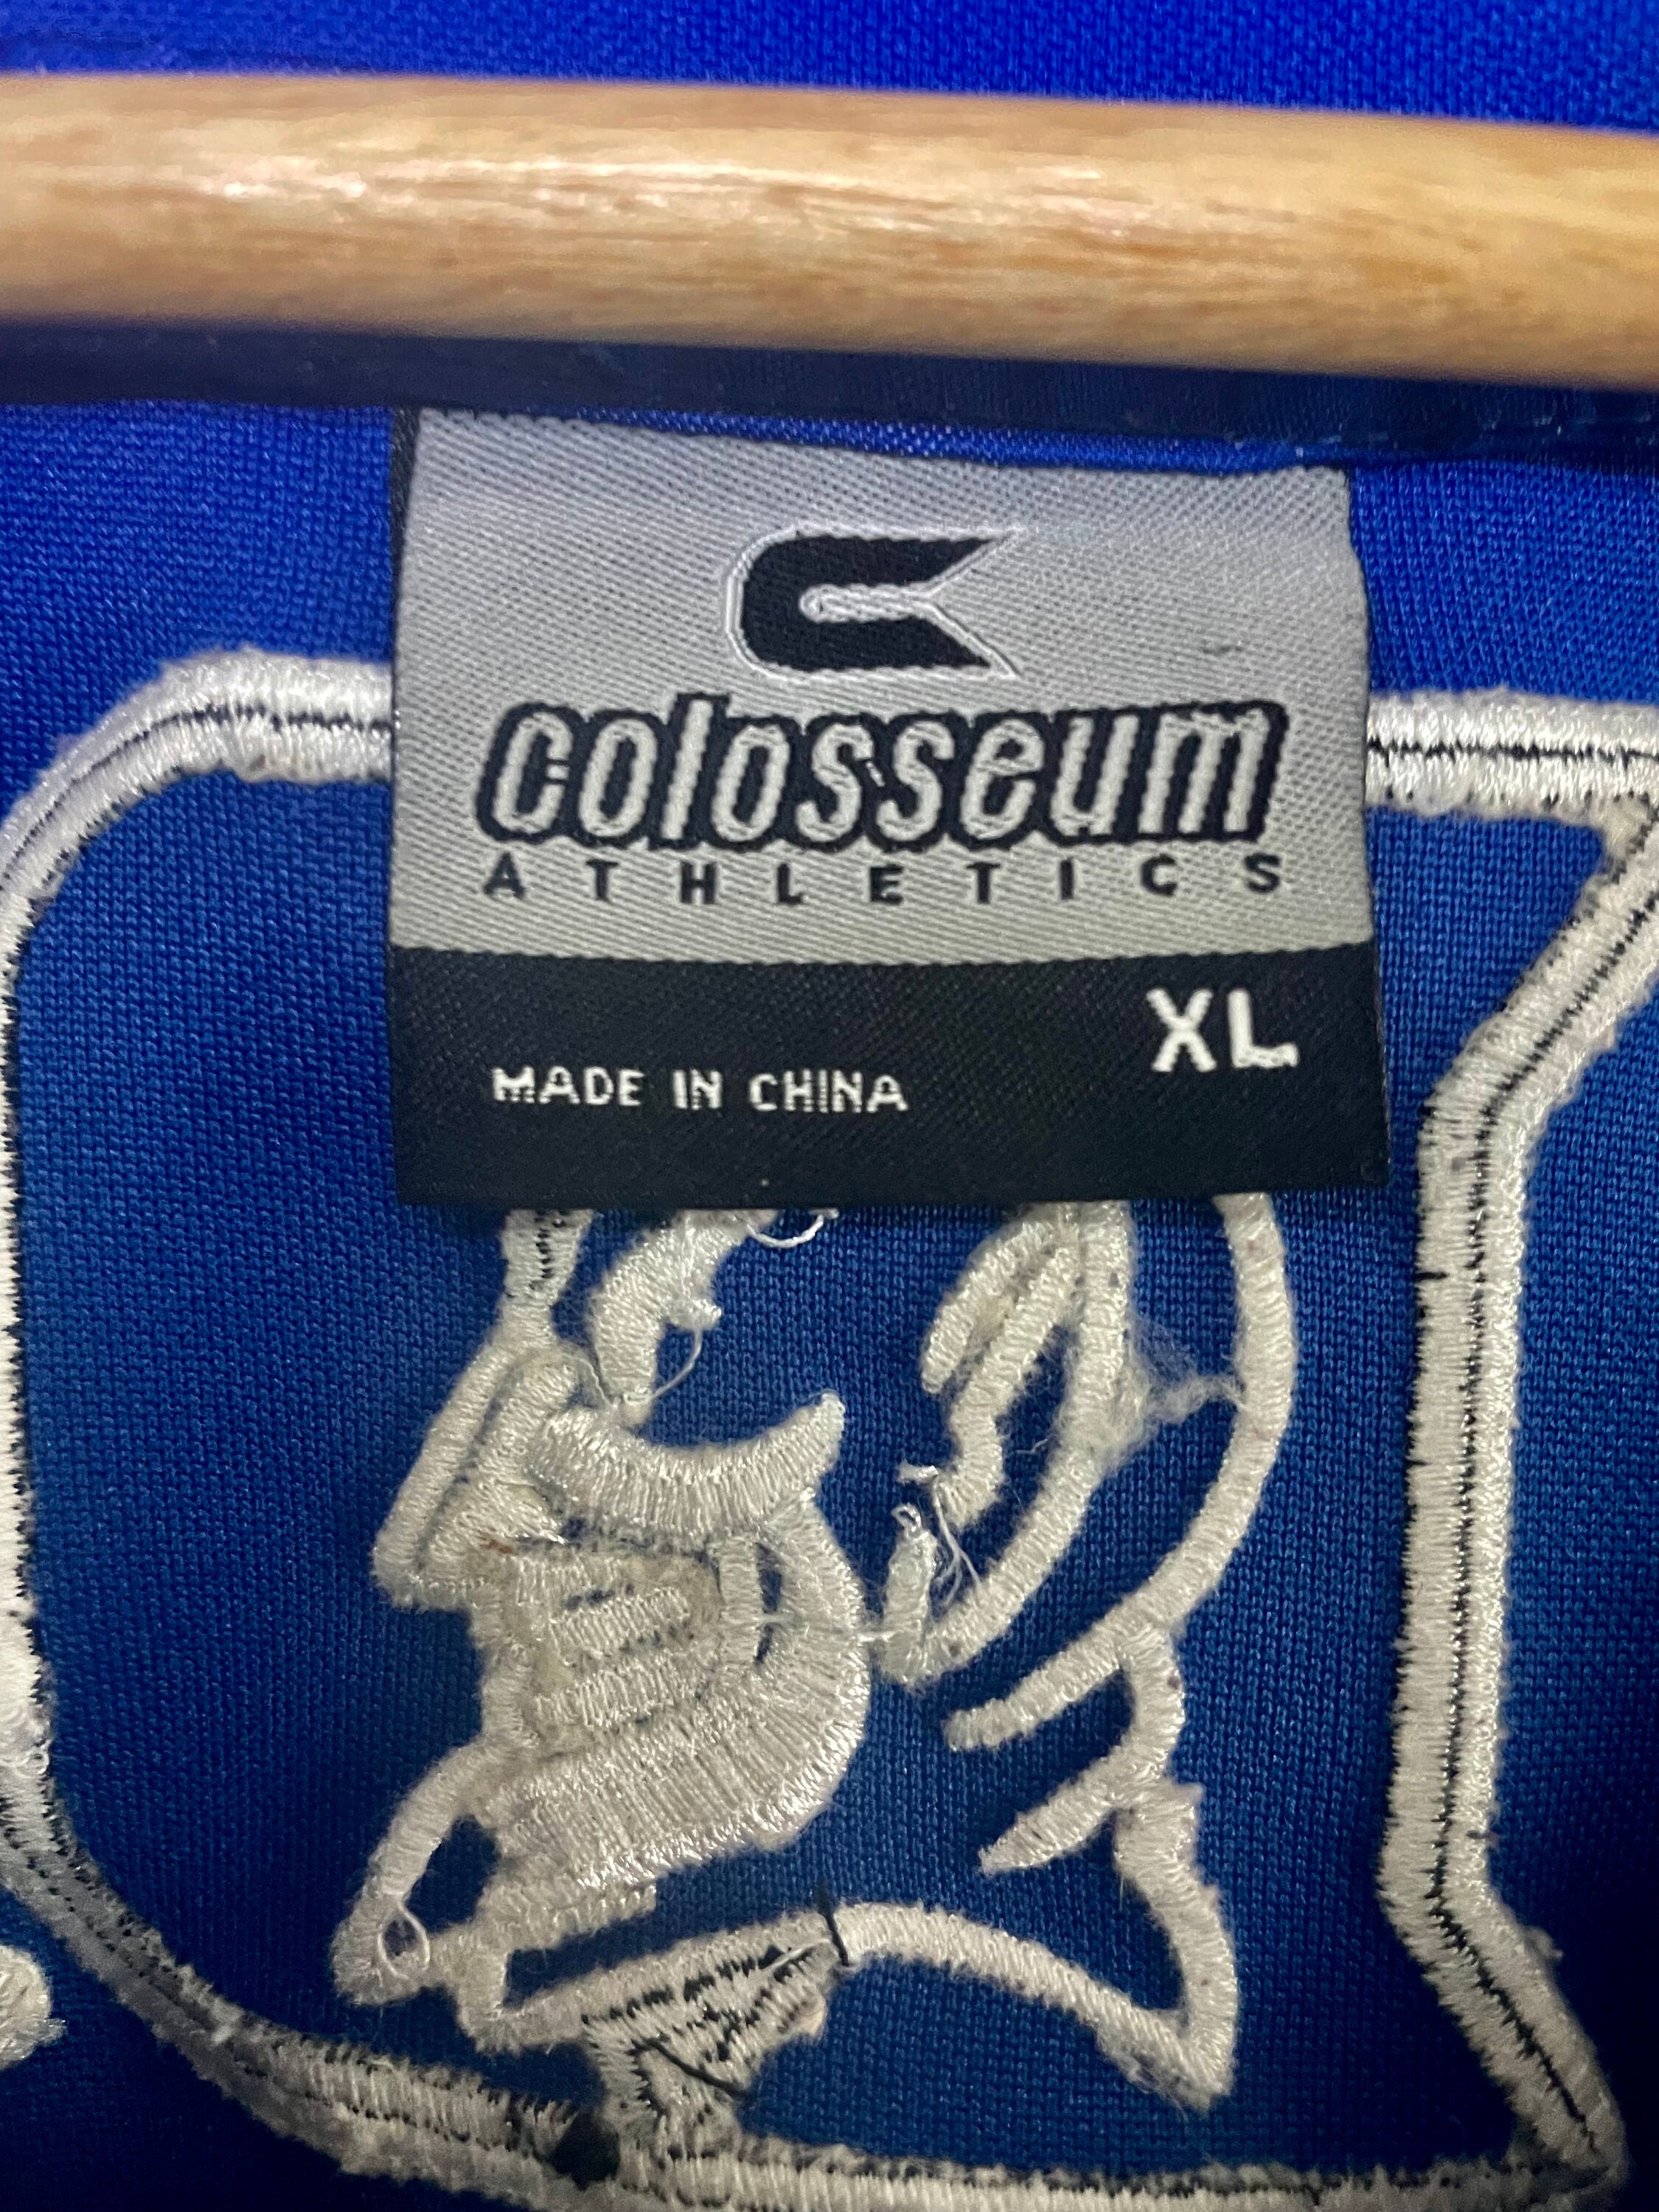 colosseum
ATHLETICS
XL
MADE IN CHINA